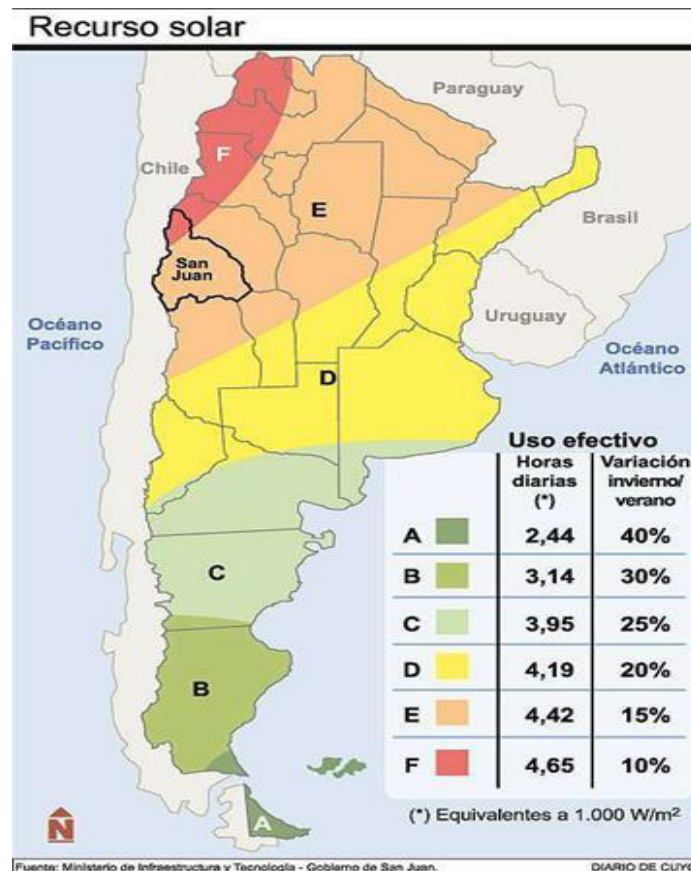 Recurso solar
Paraguay
Chile
F
E
Brasil
San
Juan
Uruguay
Océano
Pacífico
Océano
Atlántico
D
Uso efectivo
Horas diarias (*)
Variación invierno/ verano
A 2,44 40%
B 3,14 30%
C 3,95 25%
D 4,19 20%
E 4,42 15%
F 4,65 10%
(*) Equivalentes a 1.000 W/m²
C
B
A
N
Fuente: Ministerio de Infraestructura y Tecnología - Gobierno de San Juan.
DIARIO DE CUYO